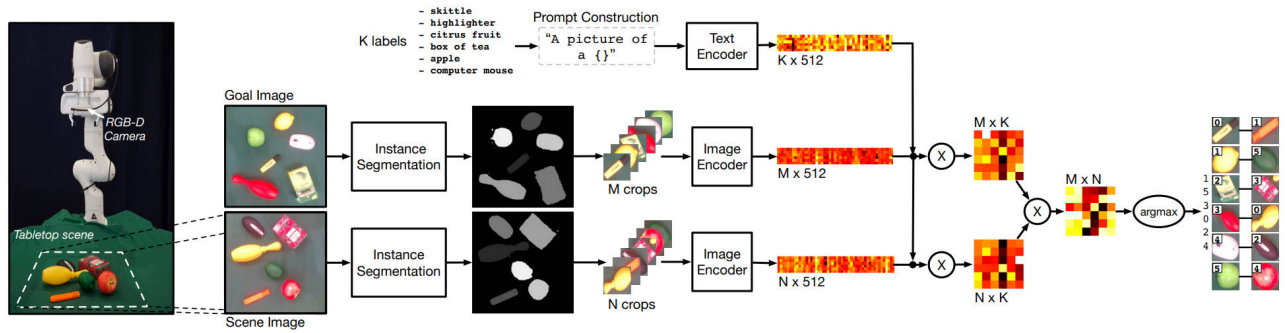 K labels
– skittle
– highlighter
– citrus fruit
– box of tea
– apple
– computer mouse
Prompt Construction
“A picture of
a {}”
Text
Encoder
K x 512
RGB-D
Camera
Tabletop scene
Goal Image
Instance
Segmentation
M crops
Image
Encoder
M x 512
X
M x K
Scene Image
Instance
Segmentation
N crops
Image
Encoder
N x 512
X
N x K
X
M x N
argmax
1
5
3
0
2
4
0 1
1 5
2 3
3 0
4 2
5 4